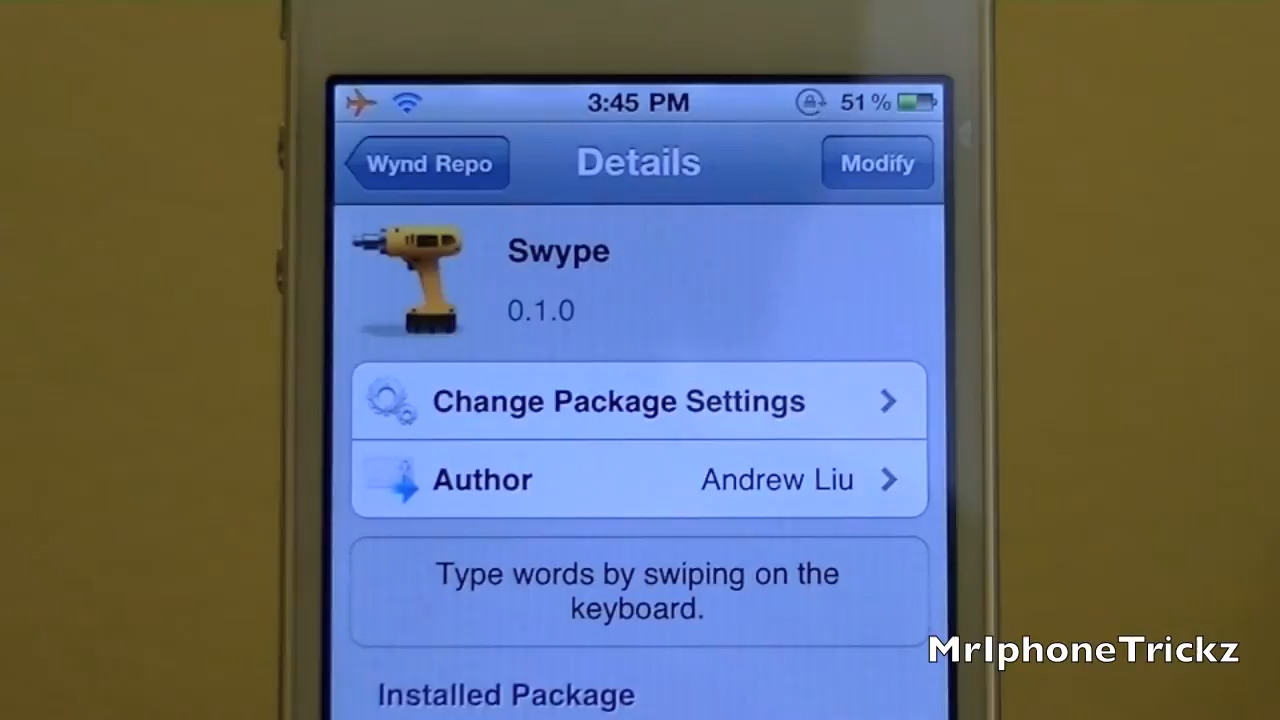 3:45 PM
51%
Wynd Repo
Details
Modify
Swype
0.1.0
Change Package Settings
Author
Andrew Liu
Type words by swiping on the
keyboard.
MrIphoneTrickz
Installed Package